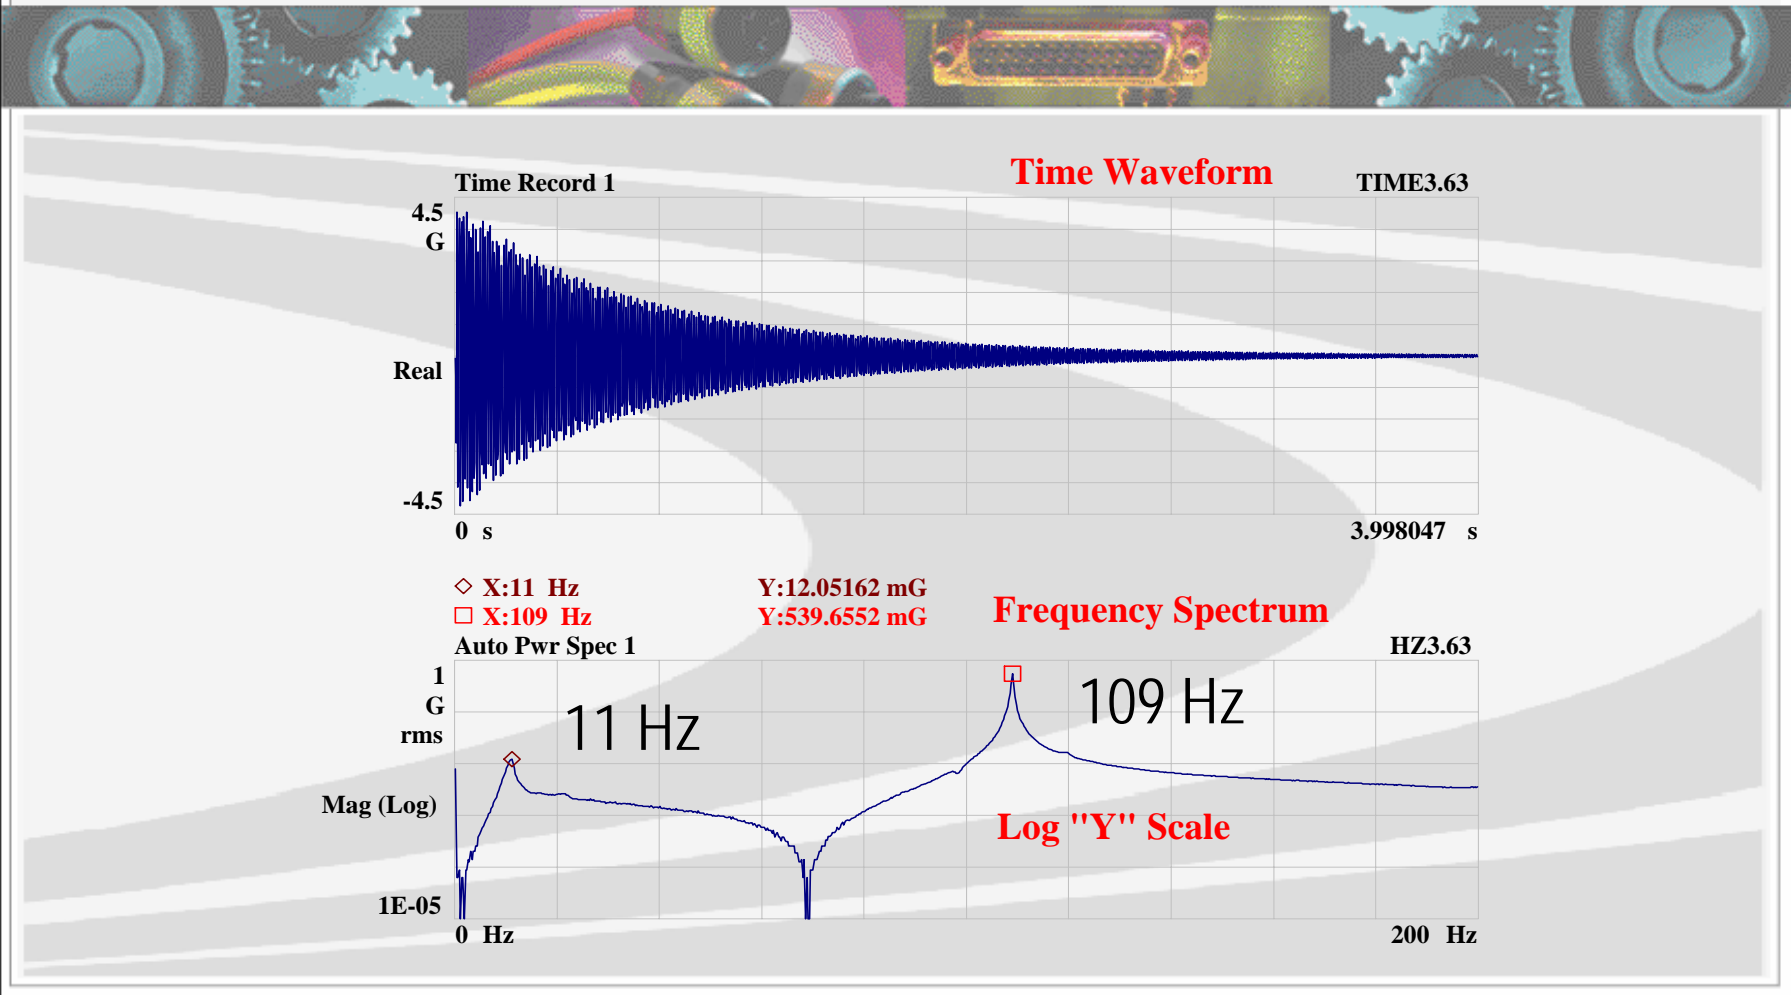 Time Waveform
Time Record 1 TIME3.63
4.5
G
Real
-4.5
0 s 3.998047 s
X:11 Hz Y:12.05162 mG
X:109 Hz Y:539.6552 mG
Frequency Spectrum
Auto Pwr Spec 1 HZ3.63
1
G
rms
11 Hz
109 Hz
Mag (Log)
Log "Y" Scale
1E-05
0 Hz 200 Hz